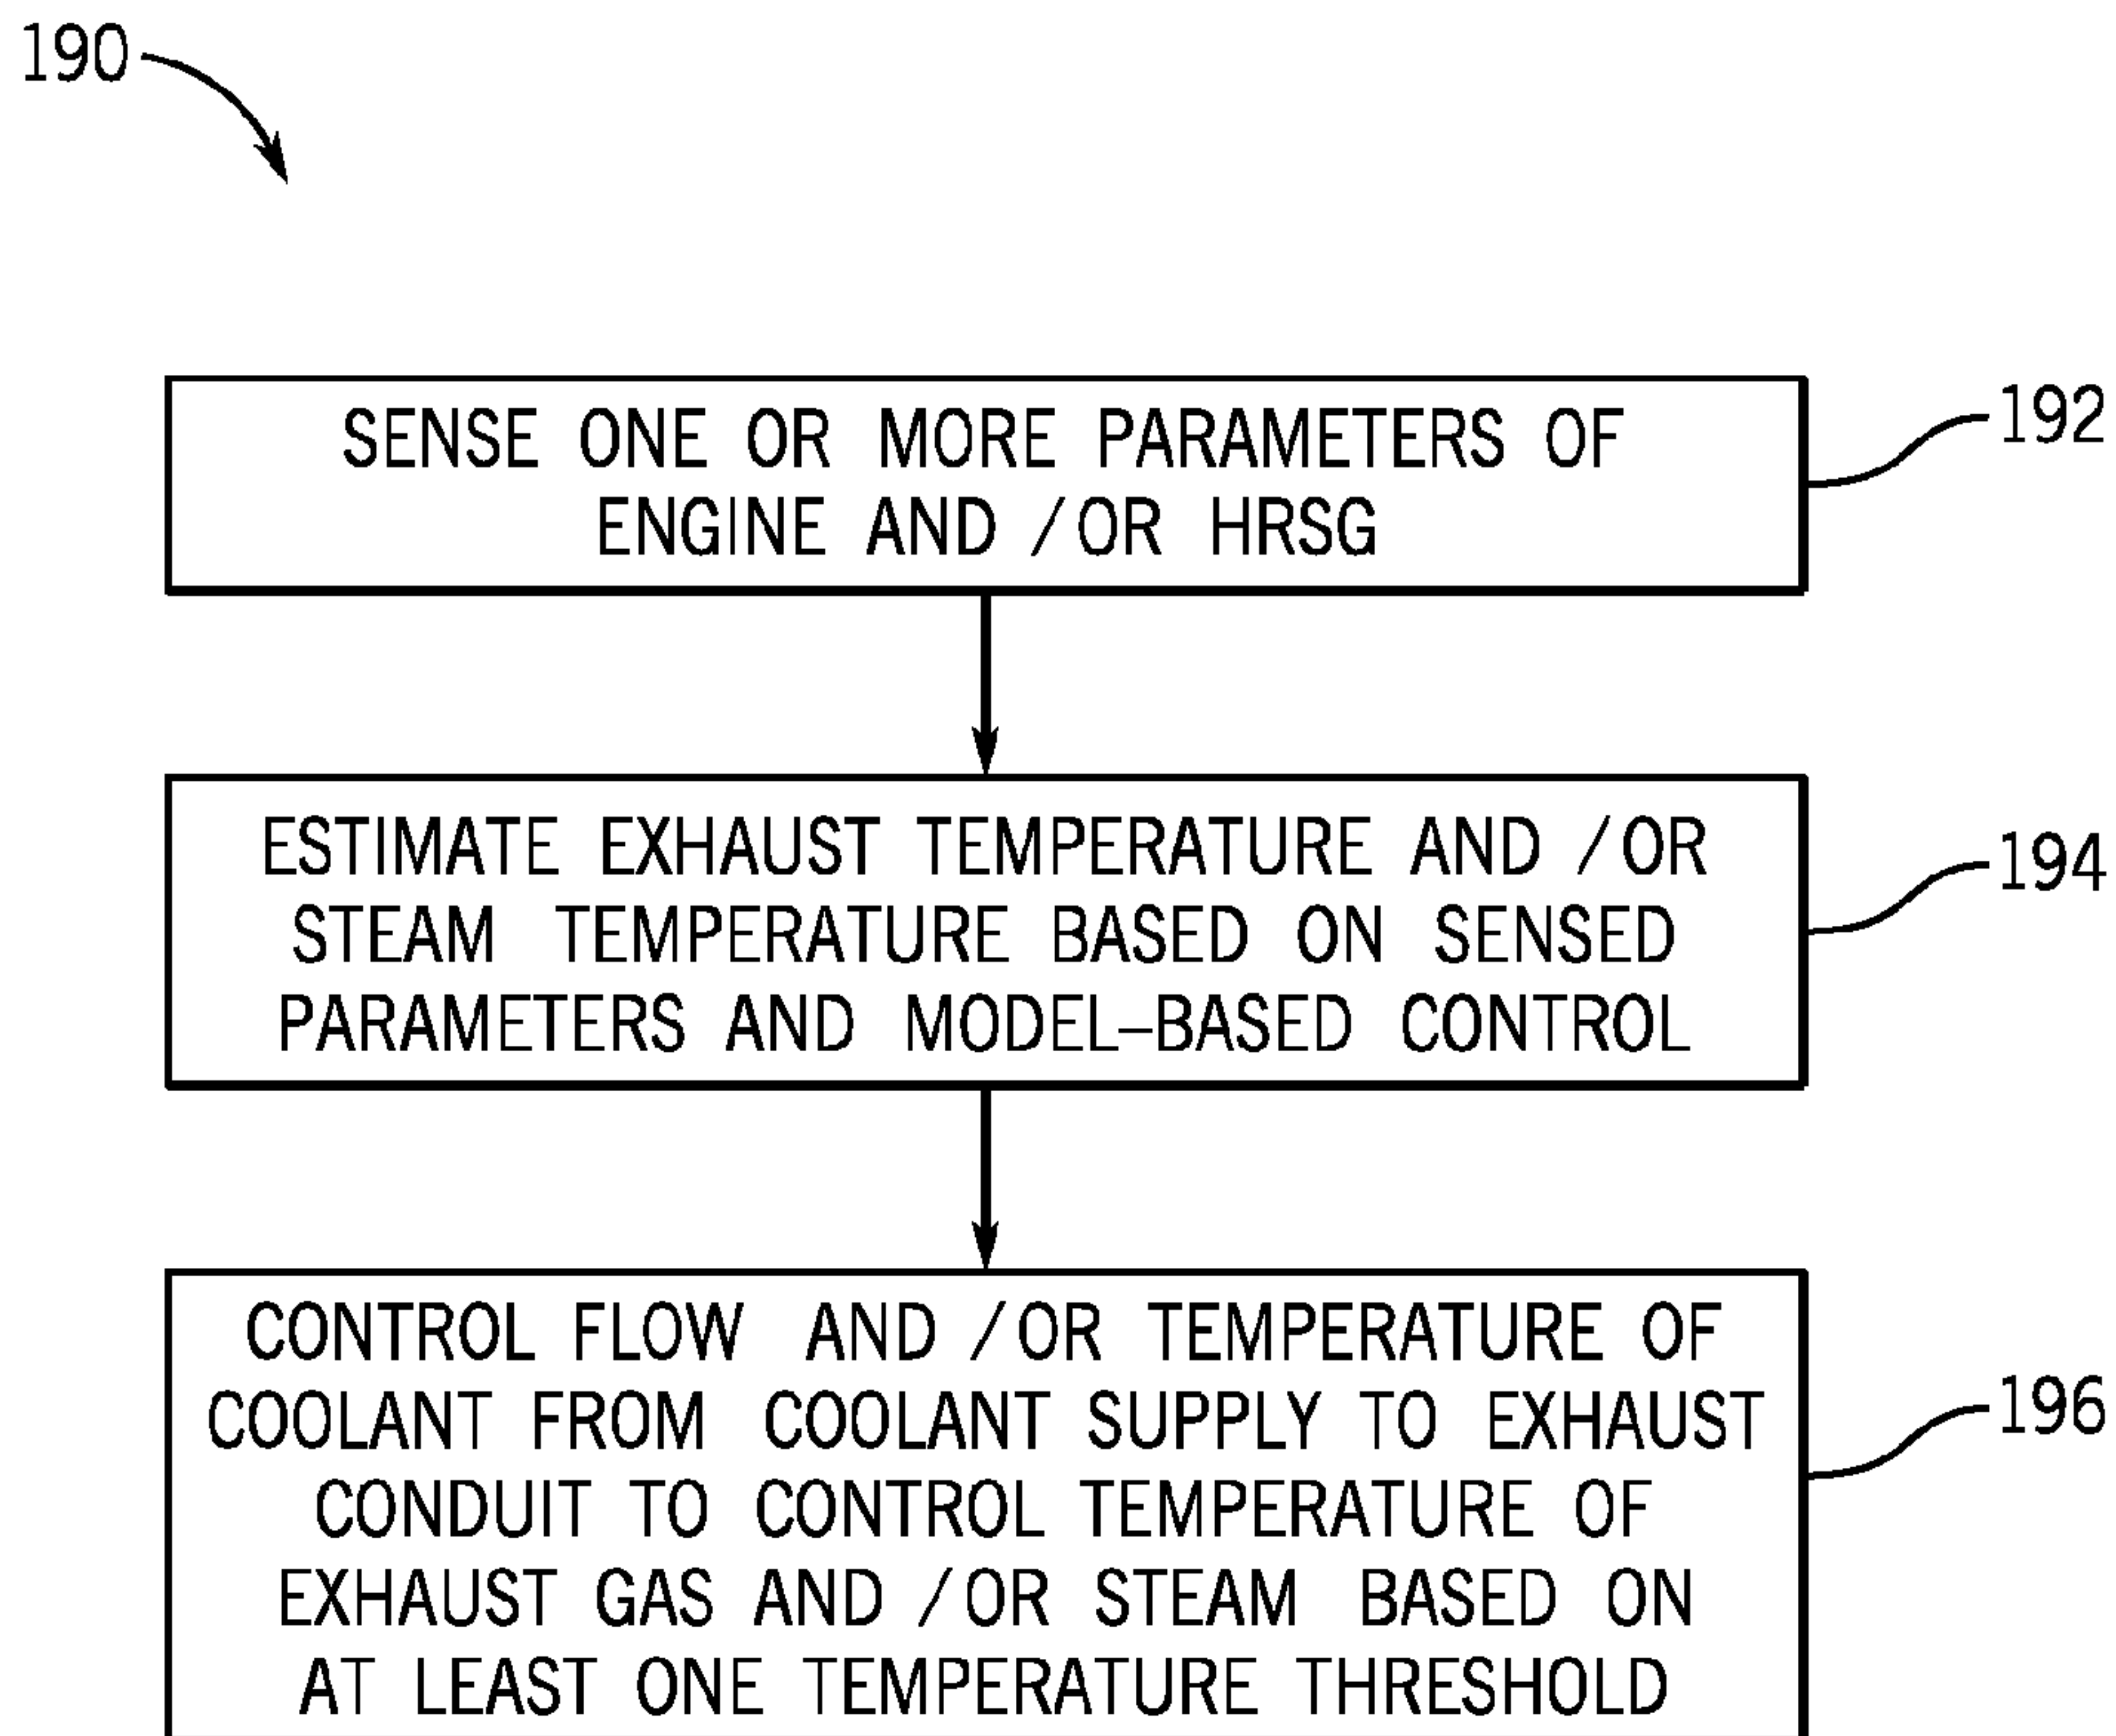 190
SENSE ONE OR MORE PARAMETERS OF
ENGINE AND /OR HRSG
192
ESTIMATE EXHAUST TEMPERATURE AND /OR
STEAM TEMPERATURE BASED ON SENSED
PARAMETERS AND MODEL–BASED CONTROL
194
CONTROL FLOW AND /OR TEMPERATURE OF
COOLANT FROM COOLANT SUPPLY TO EXHAUST
CONDUIT TO CONTROL TEMPERATURE OF
EXHAUST GAS AND /OR STEAM BASED ON
AT LEAST ONE TEMPERATURE THRESHOLD
196